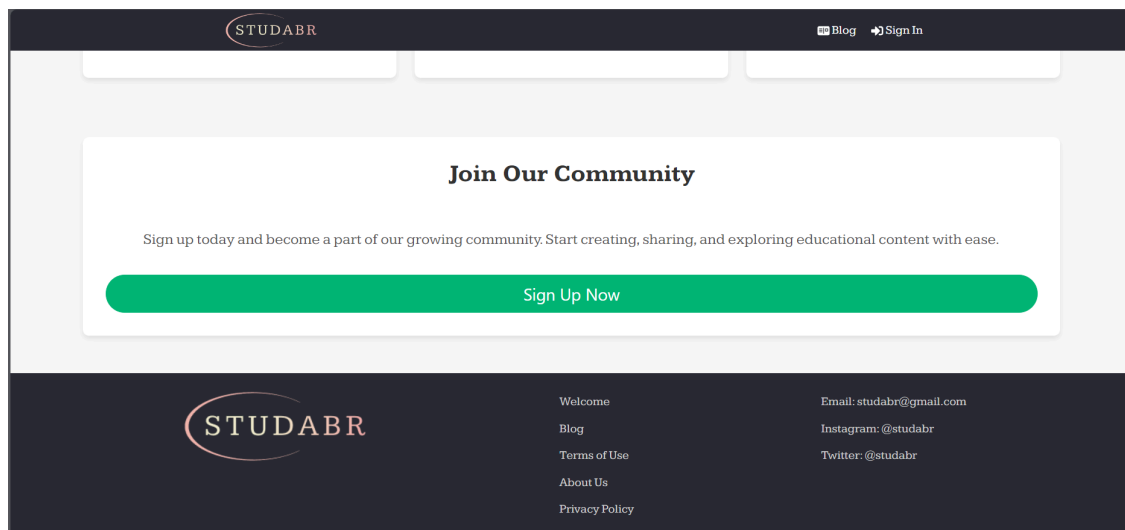 STUDABR
Blog
Sign In
Join Our Community
Sign up today and become a part of our growing community. Start creating, sharing, and exploring educational content with ease.
Sign Up Now
STUDABR
Welcome
Blog
Terms of Use
About Us
Privacy Policy
Email: studabr@gmail.com
Instagram: @studabr
Twitter: @studabr